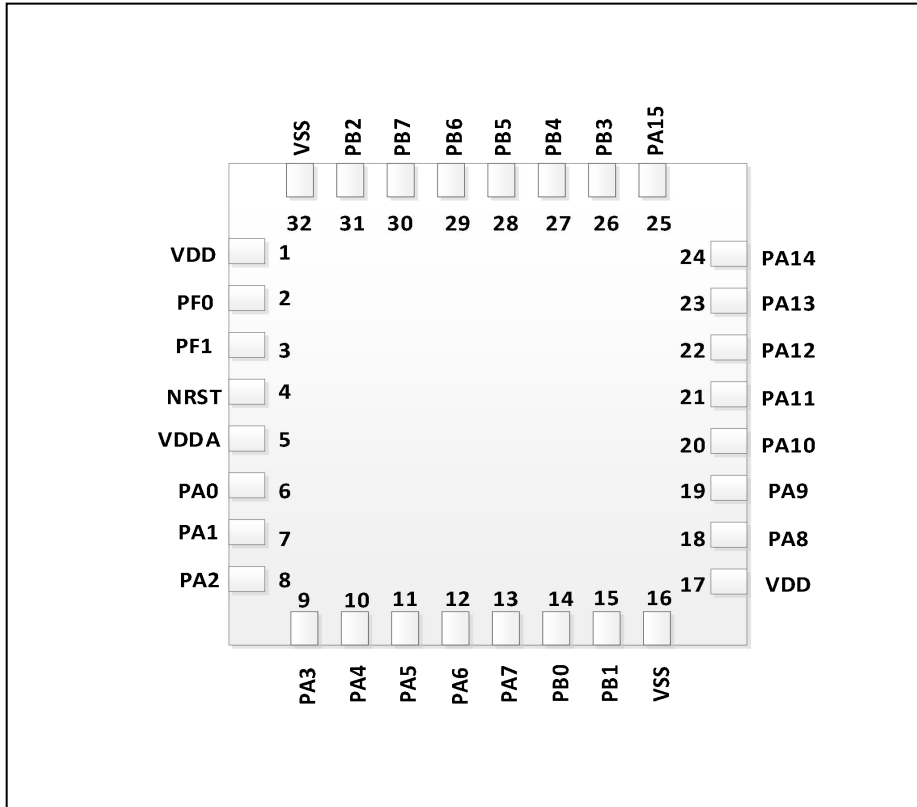 VSS PB2 PB7 PB6 PB5 PB4 PB3 PA15
32 31 30 29 28 27 26 25
VDD 1 24 PA14
PF0 2 23 PA13
PF1 3 22 PA12
NRST 4 21 PA11
VDDA 5 20 PA10
PA0 6 19 PA9
PA1 7 18 PA8
PA2 8 17 VDD
9 10 11 12 13 14 15 16
PA3 PA4 PA5 PA6 PA7 PB0 PB1 VSS